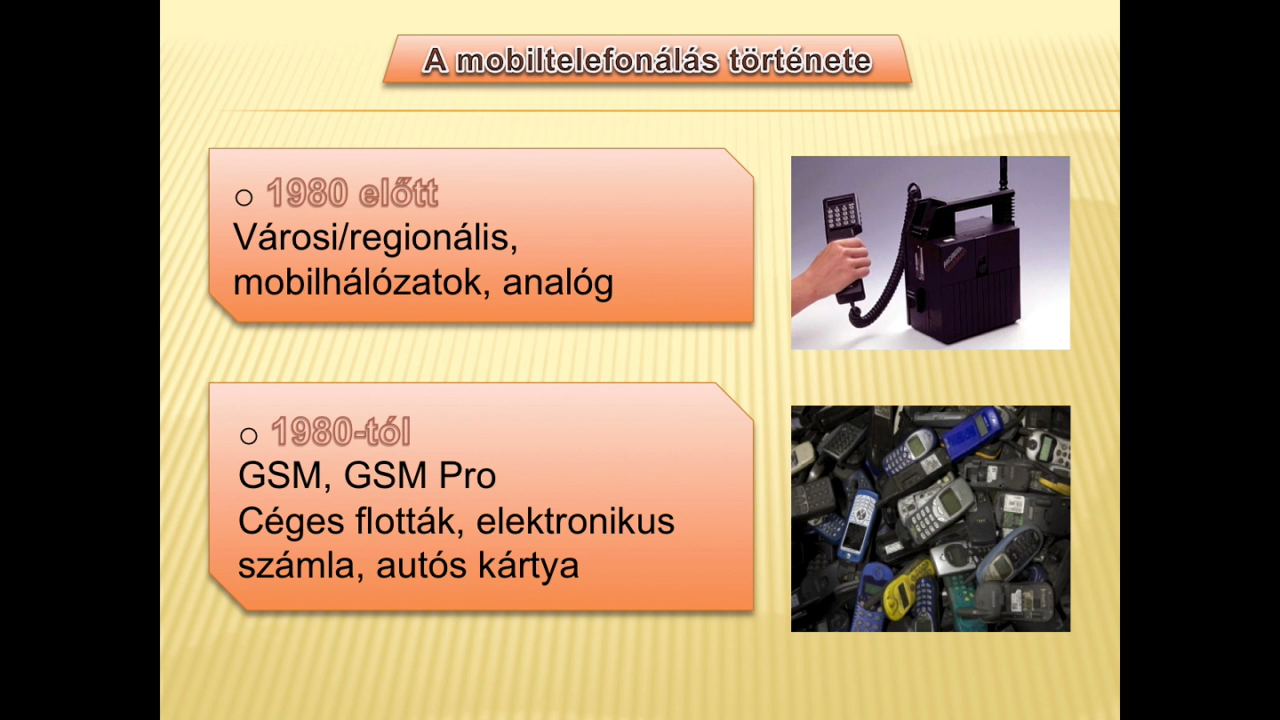 A mobiltelefonálás története
1980 előtt
Városi/regionális,
mobilhálózatok, analóg
1980-tól
GSM, GSM Pro
Céges flották, elektronikus
számla, autós kártya